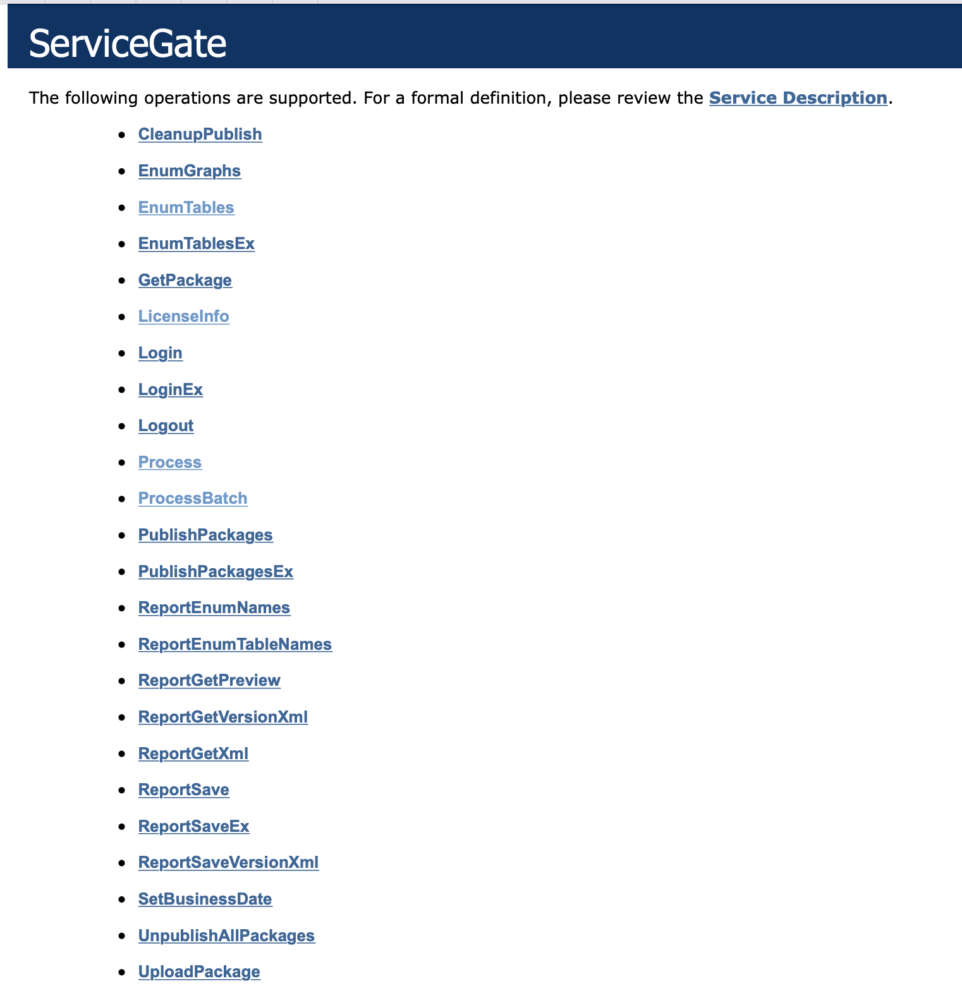 ServiceGate
The following operations are supported. For a formal definition, please review the Service Description.
CleanupPublish
EnumGraphs
EnumTables
EnumTablesEx
GetPackage
LicenseInfo
Login
LoginEx
Logout
Process
ProcessBatch
PublishPackages
PublishPackagesEx
ReportEnumNames
ReportEnumTableNames
ReportGetPreview
ReportGetVersionXml
ReportGetXml
ReportSave
ReportSaveEx
ReportSaveVersionXml
SetBusinessDate
UnpublishAllPackages
UploadPackage